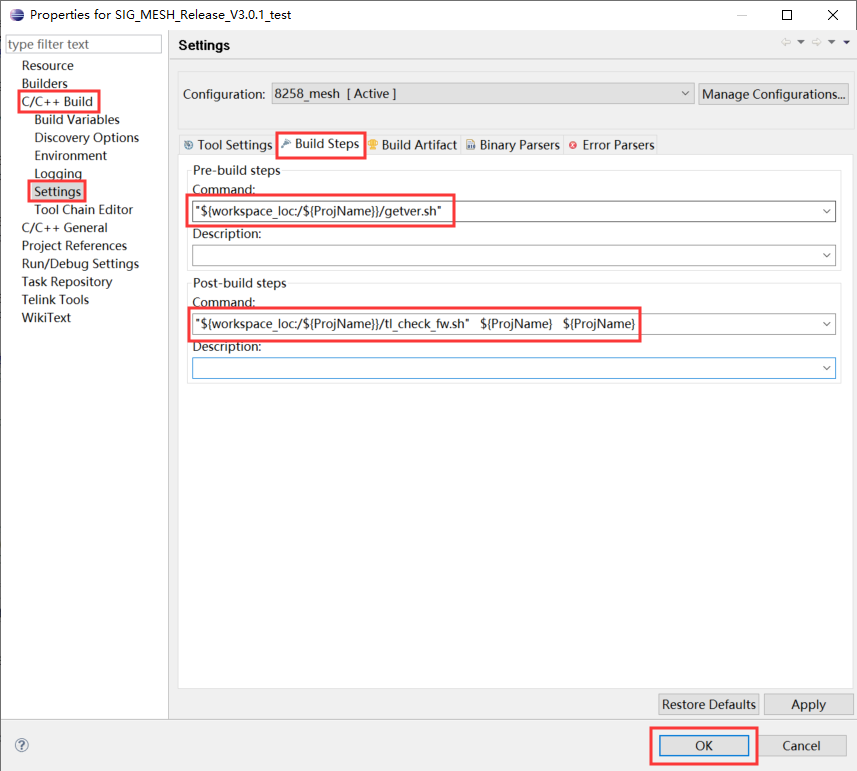 Properties for SIG_MESH_Release_V3.0.1_test
type filter text
Resource
Builders
C/C++ Build
Build Variables
Discovery Options
Environment
Logging
Settings
Tool Chain Editor
C/C++ General
Project References
Run/Debug Settings
Task Repository
Telink Tools
WikiText
Settings
Configuration: 8258_mesh [ Active ] Manage Configurations...
Tool Settings Build Steps Build Artifact Binary Parsers Error Parsers
Pre-build steps
Command:
"${workspace_loc:/${ProjName}}/getver.sh"
Description:
Post-build steps
Command:
"${workspace_loc:/${ProjName}}/tl_check_fw.sh" ${ProjName} ${ProjName}
Description:
Restore Defaults Apply
? OK Cancel